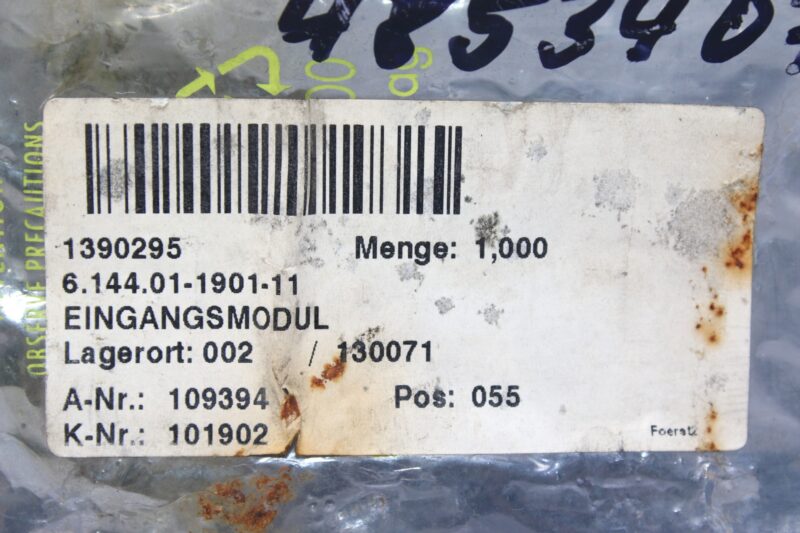 1390295 Menge: 1,000
6.144.01-1901-11
EINGANGSMODUL
Lagerort: 002 / 130071
A-Nr.: 109394 Pos: 055
K-Nr.: 101902
OBSERVE PRECAUTIONS